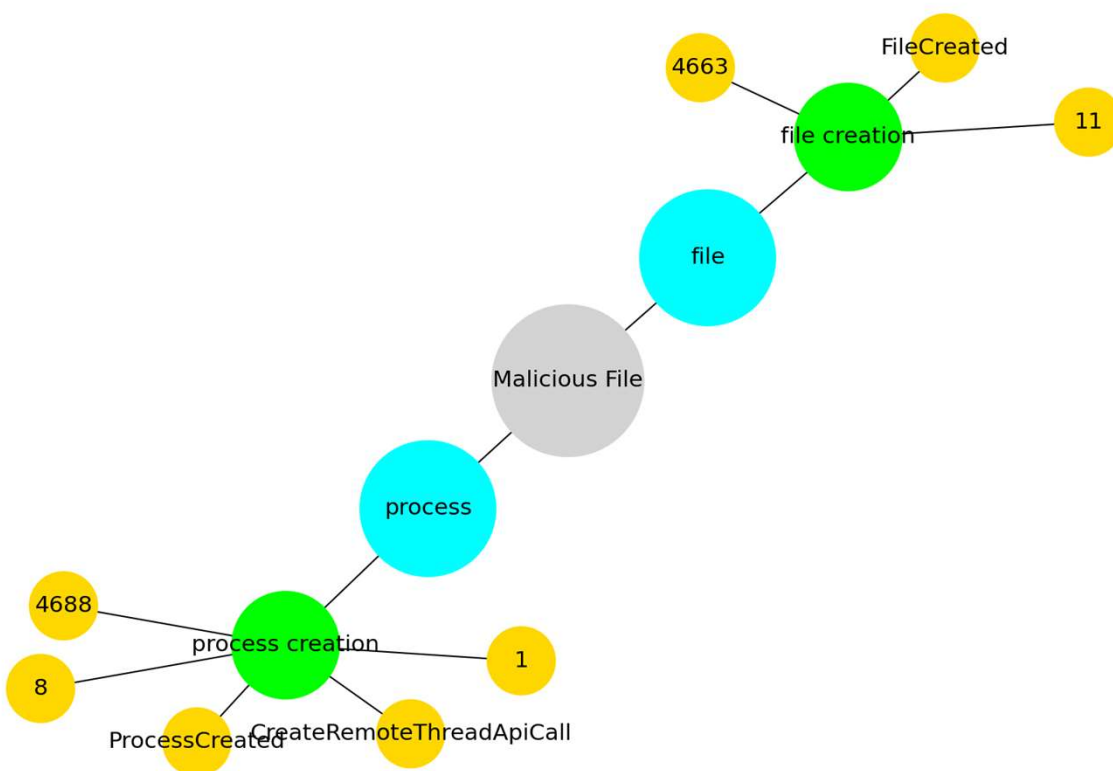 FileCreated
4663
11
file creation
file
Malicious File
process
4688
process creation
1
8
ProcessCreated
CreateRemoteThreadApiCall